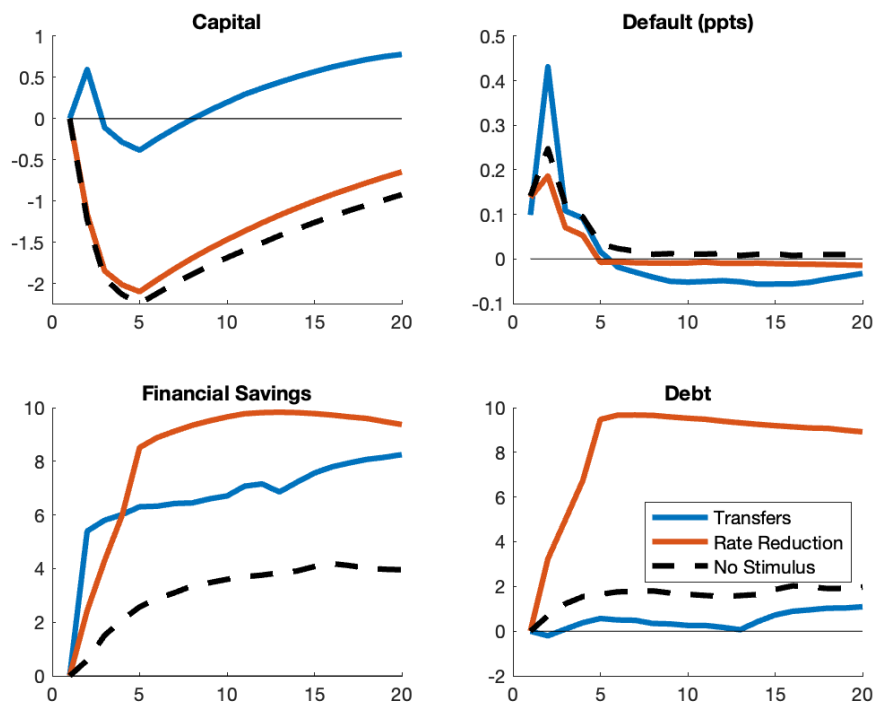 Capital
1
0.5
0
-0.5
-1
-1.5
-2
0 5 10 15 20
Default (ppts)
0.5
0.4
0.3
0.2
0.1
0
-0.1
0 5 10 15 20
Financial Savings
10
8
6
4
2
0
0 5 10 15 20
Debt
10
8
6
4
2
0
-2
0 5 10 15 20
Transfers
Rate Reduction
No Stimulus